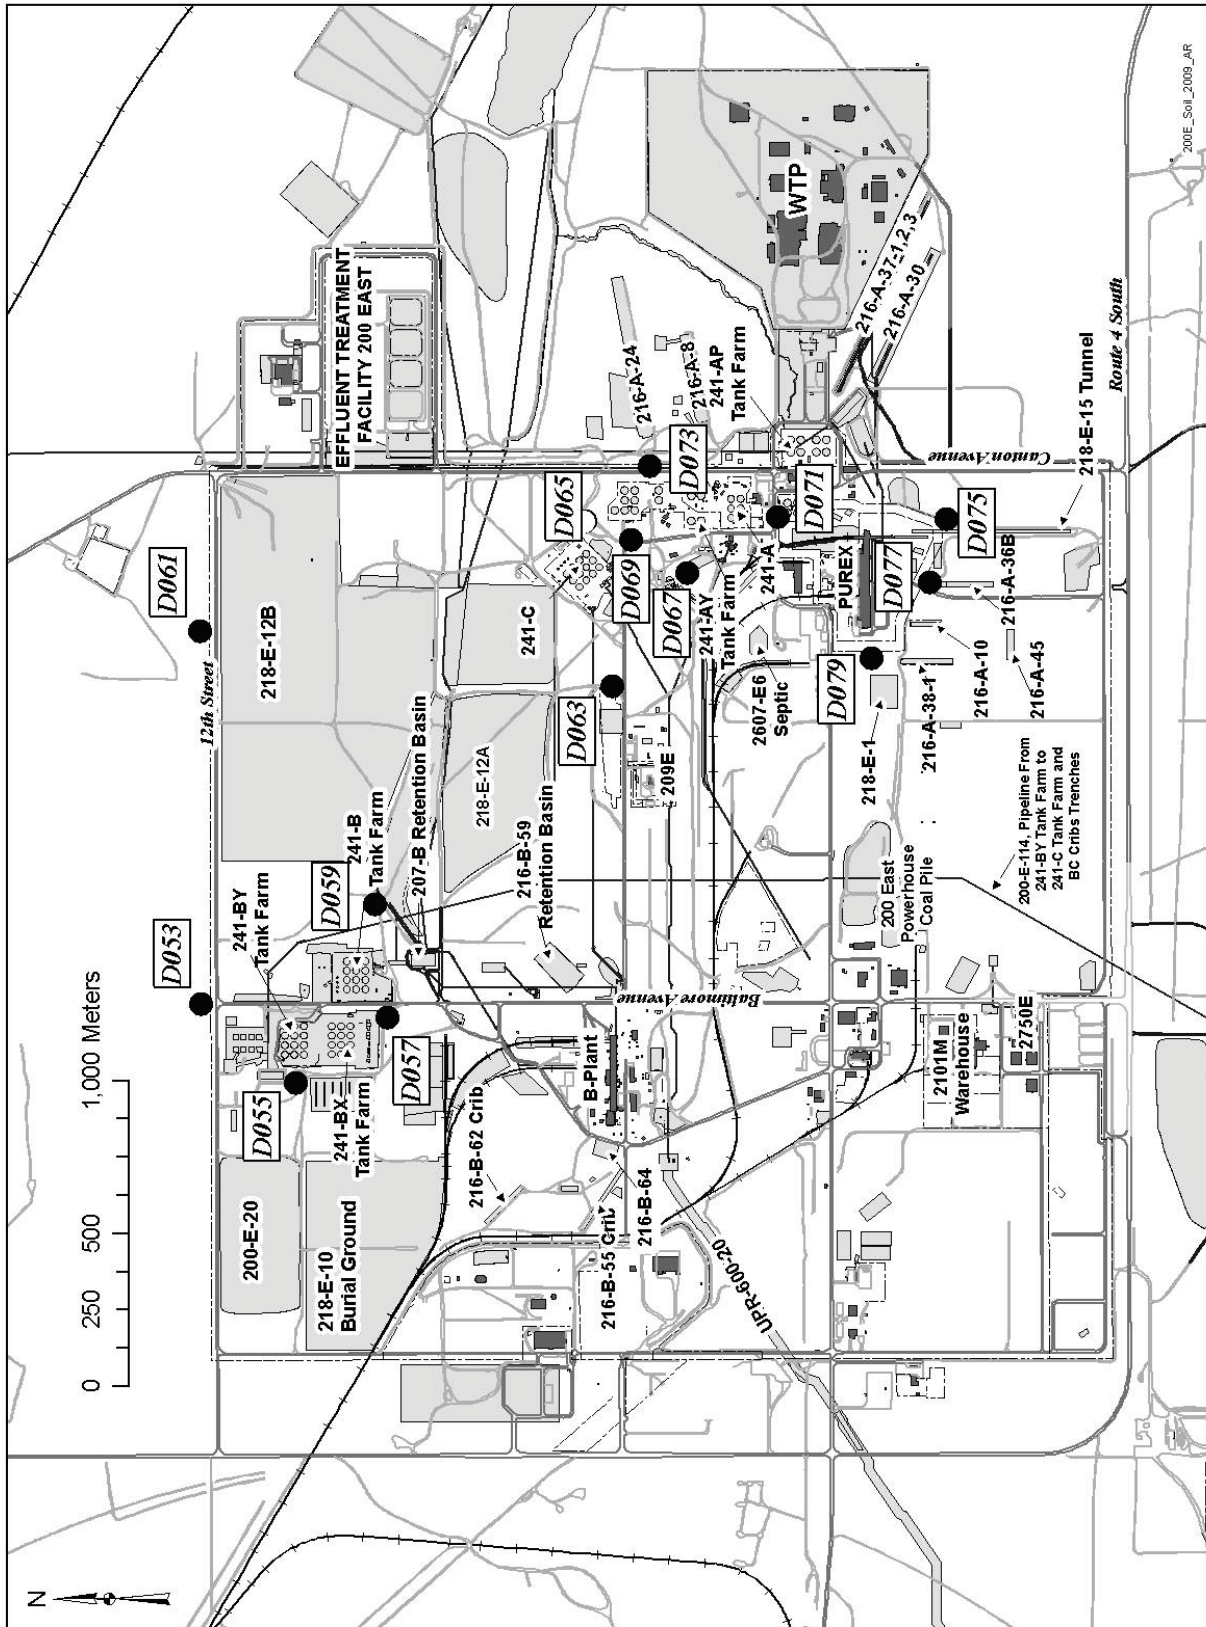 N
0 250 500 1,000 Meters
12th Street
D053
D061
200-E-20
218-E-10
Burial Ground
D055
241-BX
Tank Farm
D057
241-BY
Tank Farm
D059
241-B
Tank Farm
207-B Retention Basin
216-B-59
Retention Basin
218-E-12B
218-E-12A
EFFLUENT TREATMENT
FACILITY 200 EAST
241-C
D065
D063
D069
D067
216-B-62 Crib
216-B-55 Crib
216-B-64
B-Plant
Baltimore Avenue
209E
UPR-600-20
241-AY
Tank Farm
241-A
D073
216-A-24
216-A-8
241-AP
Tank Farm
D071
2607-E6
Septic
WTP
PUREX
D079
D077
D075
218-E-1
216-A-38-1
216-A-10
216-A-45
216-A-36B
216-A-37-1,2,3
216-A-30
200 East
Powerhouse
Coal Pile
2101M
Warehouse
2750E
200-E-114, Pipeline From
241-BY Tank Farm to
241-C Tank Farm and
BC Cribs Trenches
Canton Avenue
218-E-15 Tunnel
Route 4 South
200E_Soil_2009_AR